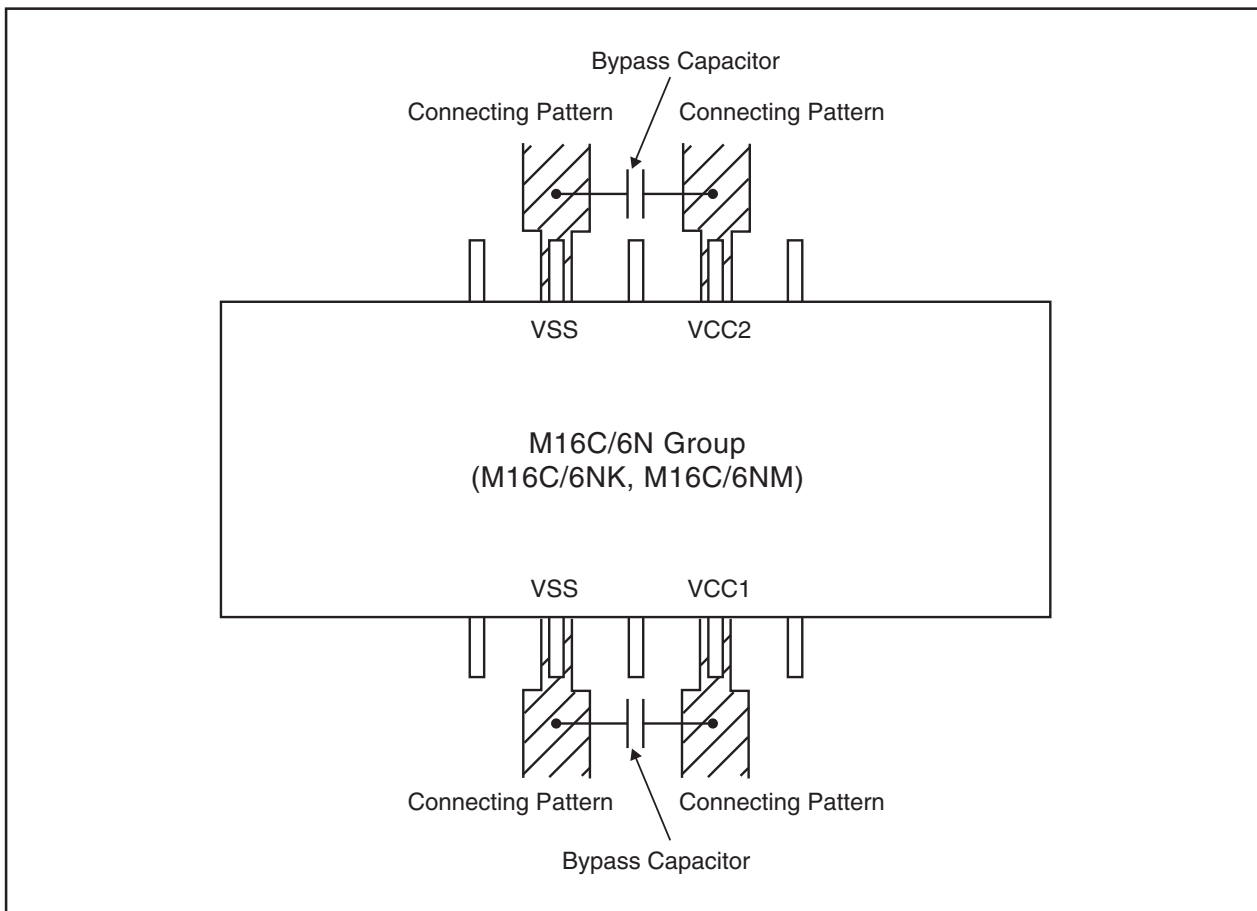 Bypass Capacitor
Connecting Pattern
Connecting Pattern
VSS
VCC2
M16C/6N Group
(M16C/6NK, M16C/6NM)
VSS
VCC1
Connecting Pattern
Connecting Pattern
Bypass Capacitor